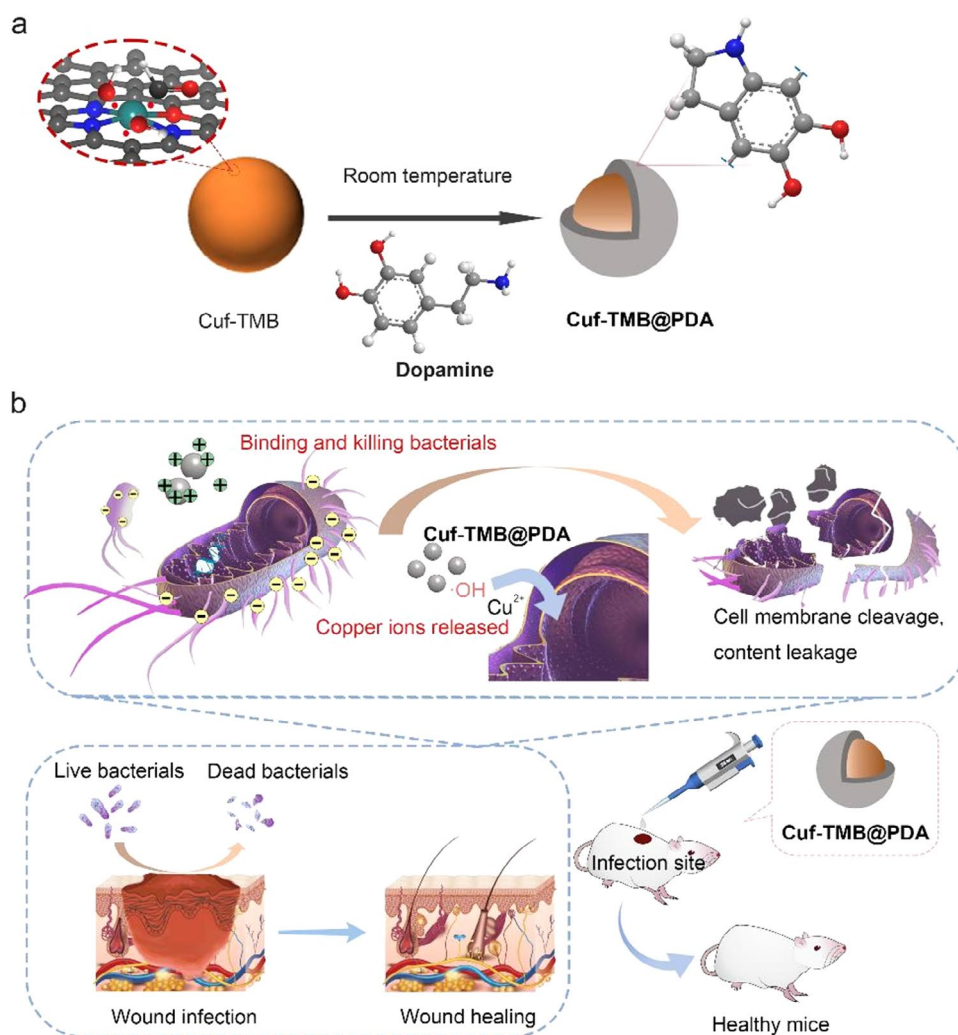 a
Room temperature
Cuf-TMB
Cuf-TMB@PDA
Dopamine
b
Binding and killing bacterials
Cuf-TMB@PDA
·OH
Cu²⁺
Copper ions released
Cell membrane cleavage,
content leakage
Live bacterials
Dead bacterials
Cuf-TMB@PDA
Infection site
Wound infection
Wound healing
Healthy mice